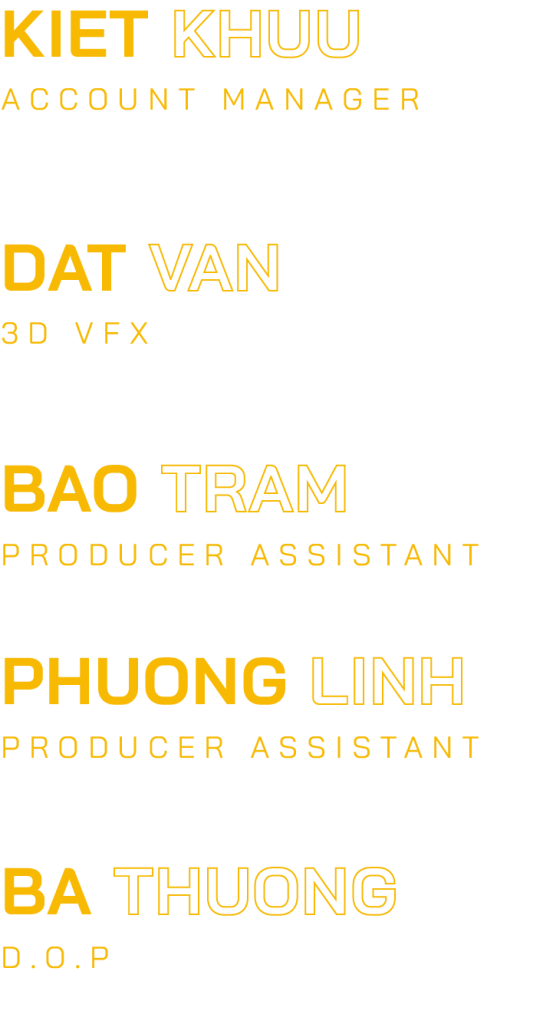 KIET KHUU
ACCOUNT MANAGER
DAT VAN
3D VFX
BAO TRAM
PRODUCER ASSISTANT
PHUONG LINH
PRODUCER ASSISTANT
BA THUONG
D.O.P